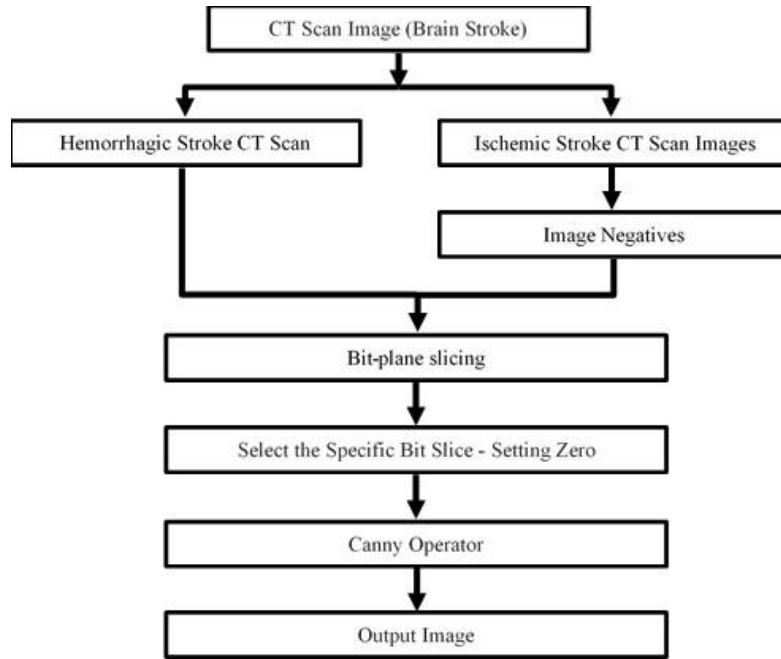 CT Scan Image (Brain Stroke)
Hemorrhagic Stroke CT Scan
Ischemic Stroke CT Scan Images
Image Negatives
Bit-plane slicing
Select the Specific Bit Slice - Setting Zero
Canny Operator
Output Image